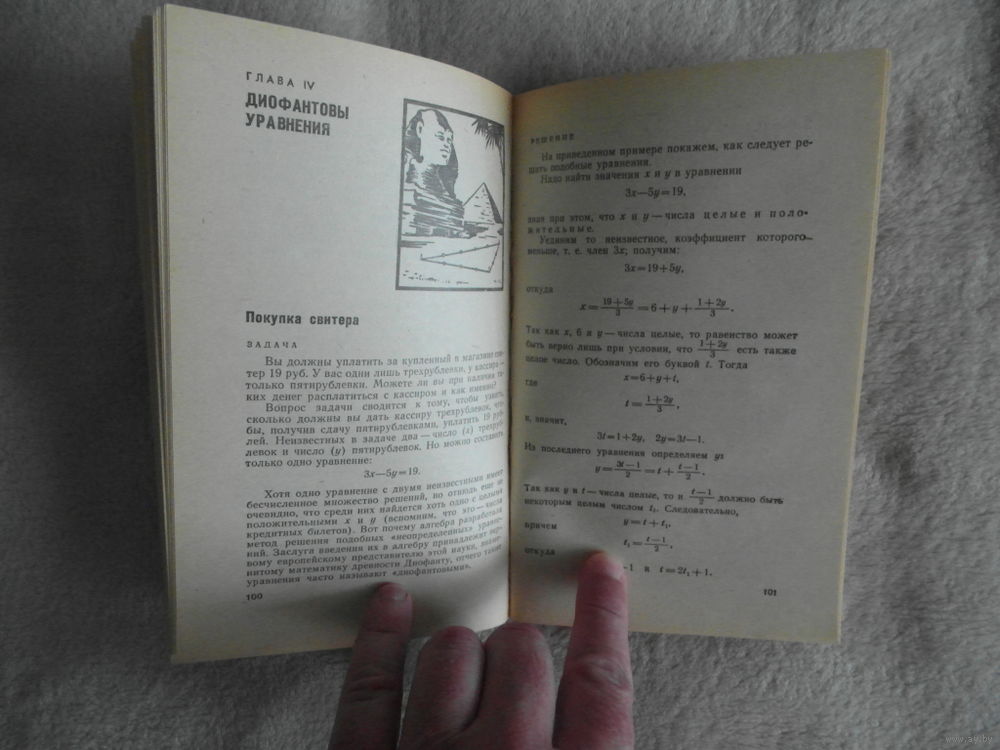 ГЛАВА IV
ДИОФАНТОВЫ
УРАВНЕНИЯ
Покупка свитера
ЗАДАЧА
Вы должны уплатить за купленный в магазине сви-
тер 19 руб. У вас одни лишь трехрублевки, у кассира —
только пятирублевки. Можете ли вы при наличии та-
ких денег расплатиться с кассиром и как именно?
Вопрос задачи сводится к тому, чтобы узнать,
сколько должны вы дать кассиру трехрублевок, что-
бы, получив сдачу пятирублевками, уплатить 19 руб-
лей. Неизвестных в задаче два — число (x) трехруб-
левок и число (y) пятирублевок. Но можно составить
только одно уравнение:
3x—5y=19.
Хотя одно уравнение с двумя неизвестными имеет
бесчисленное множество решений, но отнюдь еще не
очевидно, что среди них найдется хоть одно с целыми
положительными x и y (вспомним, что это — числа
кредитных билетов). Вот почему алгебра разработала
метод решения подобных «неопределенных» уравне-
ний. Заслуга введения их в алгебру принадлежит пер-
вому европейскому представителю этой науки, знаме-
нитому математику древности Диофанту, отчего такие
уравнения часто называют «диофантовыми».
100
РЕШЕНИЕ
На приведенном примере покажем, как следует ре-
шать подобные уравнения.
Надо найти значения x и y в уравнении
3x—5y=19,
зная при этом, что x и y — числа целые и поло-
жительные.
Уединим то неизвестное, коэффициент которого
меньше, т. е. член 3x; получим:
3x=19+5y,
откуда
x= (19+5y)/3 =6+y+ (1+2y)/3.
Так как x, 6 и y — числа целые, то равенство может
быть верно лишь при условии, что (1+2y)/3 есть также
целое число. Обозначим его буквой t. Тогда
x=6+y+t,
где
t= (1+2y)/3,
и, значит,
3t=1+2y, 2y=3t—1.
Из последнего уравнения определяем y:
y= (3t—1)/2 =t+ (t—1)/2.
Так как y и t — числа целые, то и (t—1)/2 должно быть
некоторым целым числом t₁. Следовательно,
y=t+t₁,
причем
t₁= (t—1)/2,
откуда
—1 и t=2t₁+1.
101
www.ay.by